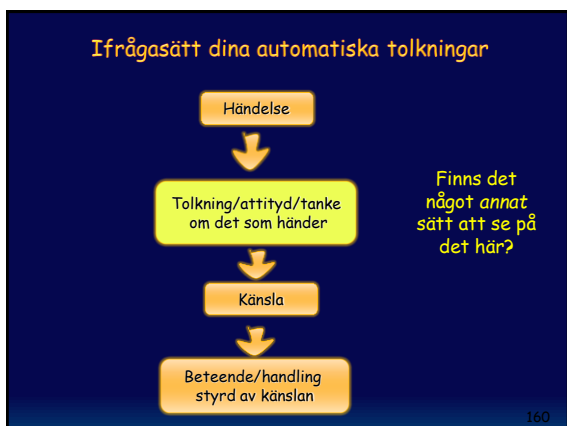 Ifrågasätt dina automatiska tolkningar
Händelse
Tolkning/attityd/tanke
om det som händer
Finns det
något annat
sätt att se på
det här?
Känsla
Beteende/handling
styrd av känslan
160